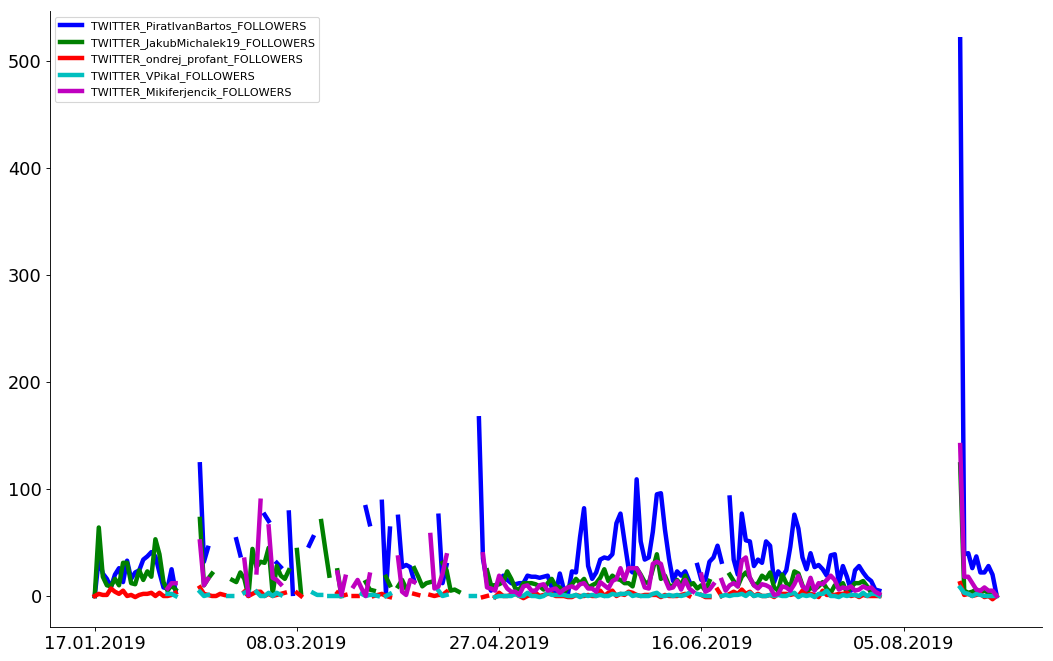 TWITTER_PiratIvanBartos_FOLLOWERS
TWITTER_JakubMichalek19_FOLLOWERS
TWITTER_ondrej_profant_FOLLOWERS
TWITTER_VPikal_FOLLOWERS
TWITTER_Mikiferjencik_FOLLOWERS
500
400
300
200
100
0
17.01.2019 08.03.2019 27.04.2019 16.06.2019 05.08.2019